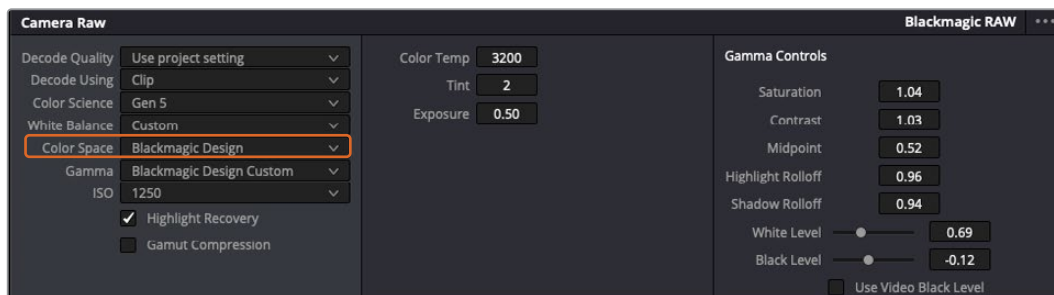 Camera Raw
Blackmagic RAW
Decode Quality Use project setting
Decode Using Clip
Color Science Gen 5
White Balance Custom
Color Space Blackmagic Design
Gamma Blackmagic Design Custom
ISO 1250
Highlight Recovery
Gamut Compression
Color Temp 3200
Tint 2
Exposure 0.50
Gamma Controls
Saturation 1.04
Contrast 1.03
Midpoint 0.52
Highlight Rolloff 0.96
Shadow Rolloff 0.94
White Level 0.69
Black Level -0.12
Use Video Black Level